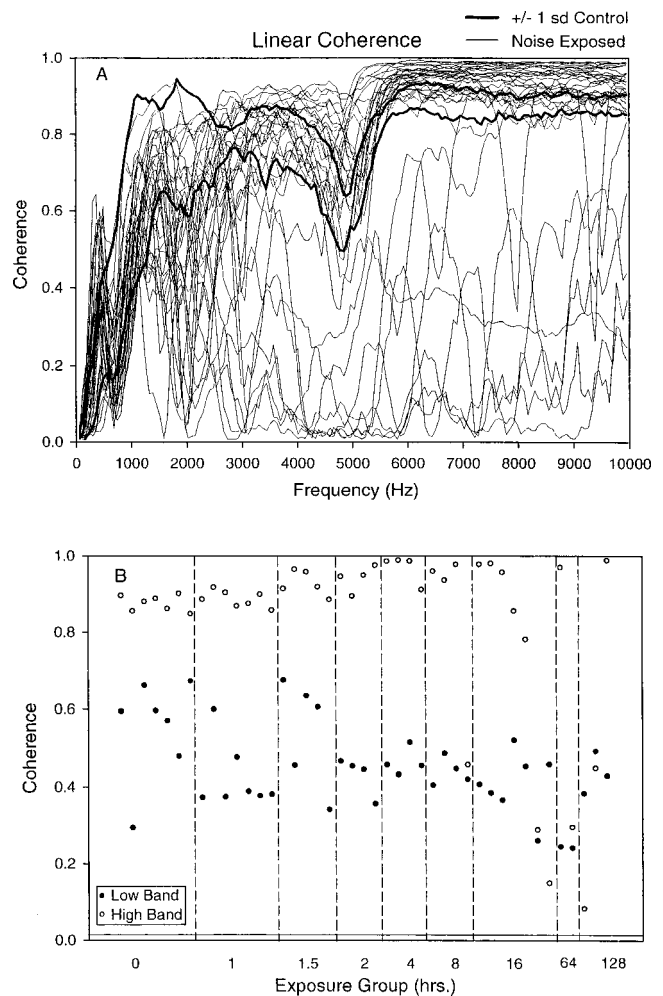 +/- 1 sd Control
Linear Coherence
Noise Exposed
A
1.0
0.8
0.6
0.4
0.2
0.0
Coherence
0 1000 2000 3000 4000 5000 6000 7000 8000 9000 10000
Frequency (Hz)
B
1.0
0.8
0.6
0.4
0.2
0.0
Coherence
Low Band
High Band
0 1 1.5 2 4 8 16 64 128
Exposure Group (hrs.)